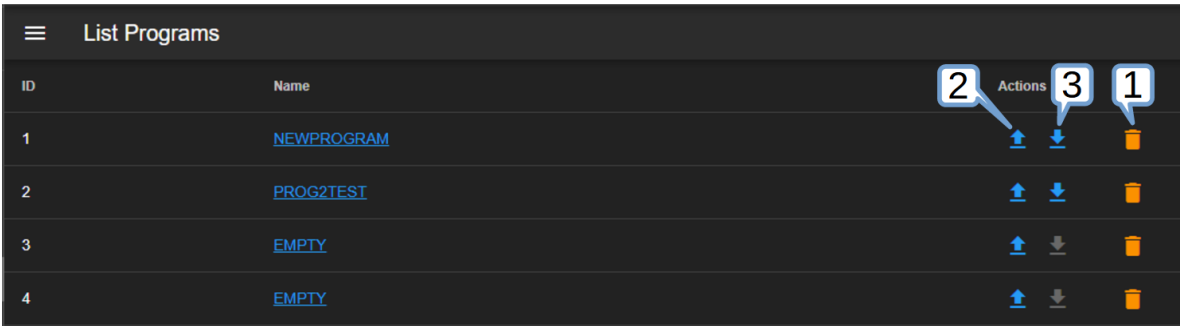 List Programs
ID Name Actions
2 3 1
1 NEWPROGRAM
2 PROG2TEST
3 EMPTY
4 EMPTY